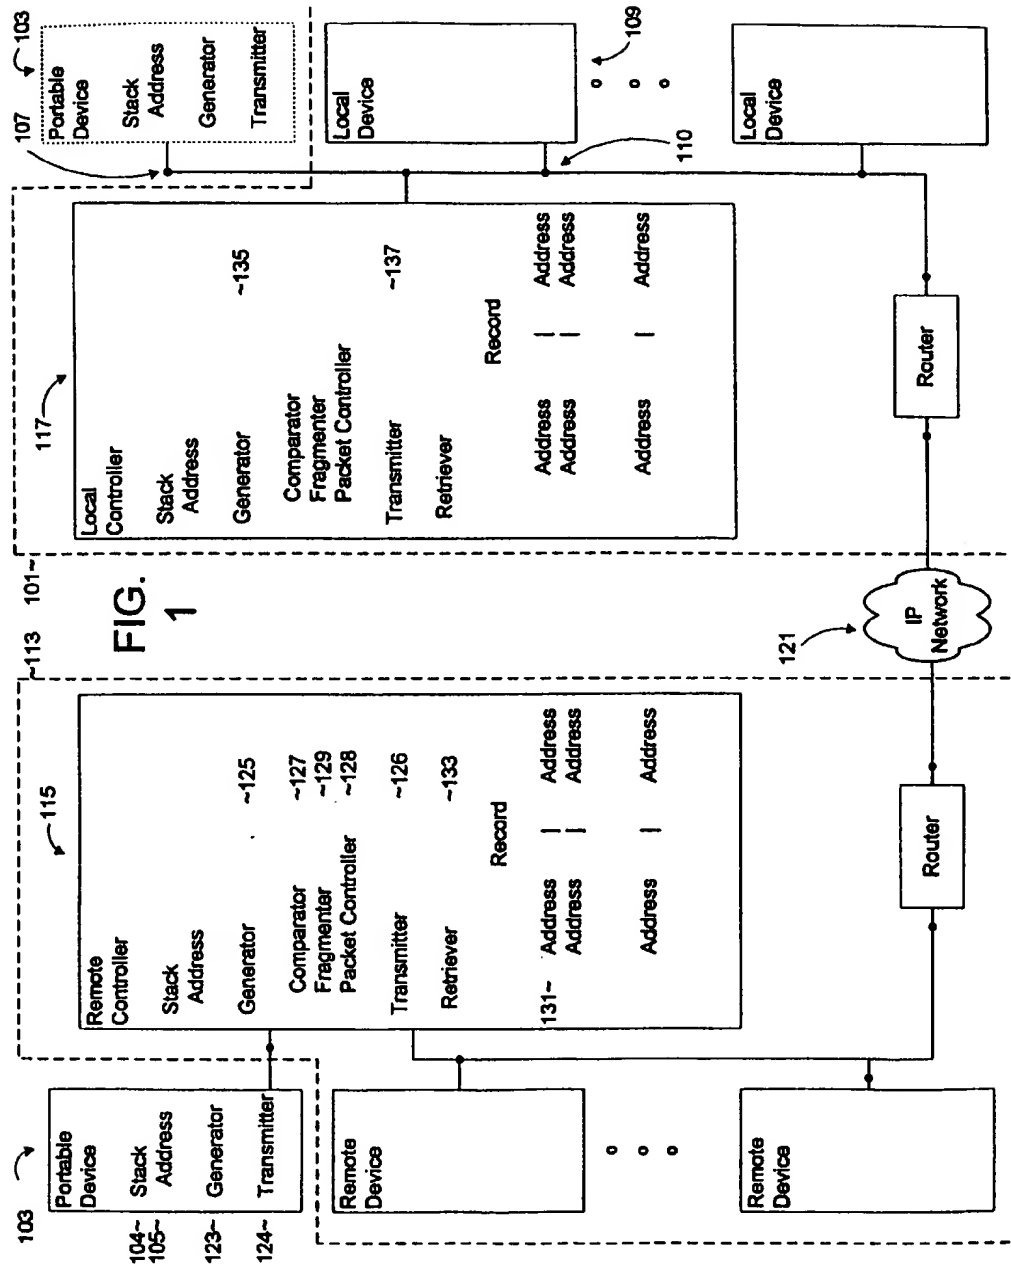 103
Portable
Device
104~
Stack
105~
Address
123~
Generator
124~
Transmitter
Remote
Device
Remote
Device
115
~113
Remote
Controller
Stack
Address
Generator ~125
Comparator ~127
Fragmenter ~129
Packet Controller ~128
Transmitter ~126
Retriever ~133
Record
131~ Address | Address
Address | Address
Address | Address
Router
FIG.
1
121
IP
Network
101~
117
Local
Controller
Stack
Address
Generator ~135
Comparator
Fragmenter
Packet Controller
Transmitter ~137
Retriever
Record
Address | Address
Address | Address
Address | Address
Router
107
103
Portable
Device
Stack
Address
Generator
Transmitter
Local
Device
109
110
Local
Device